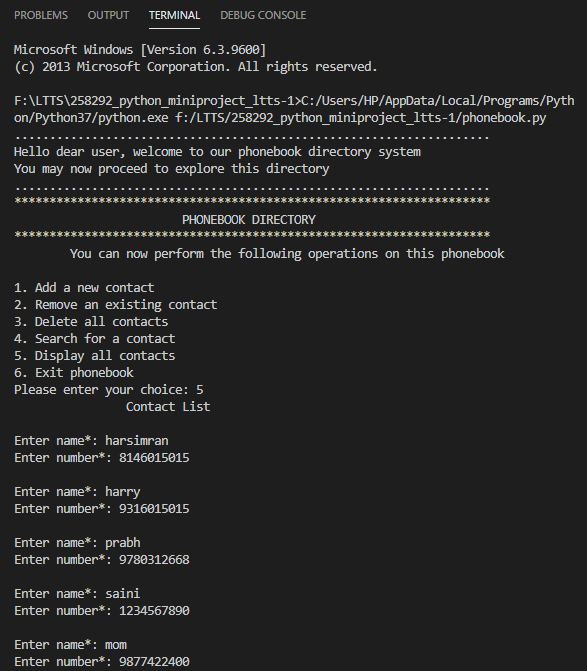 PROBLEMS OUTPUT TERMINAL DEBUG CONSOLE
Microsoft Windows [Version 6.3.9600]
(c) 2013 Microsoft Corporation. All rights reserved.
F:\LTTS\258292_python_miniproject_ltts-1>C:/Users/HP/AppData/Local/Programs/Pyth
on/Python37/python.exe f:/LTTS/258292_python_miniproject_ltts-1/phonebook.py
....................................................................
Hello dear user, welcome to our phonebook directory system
You may now proceed to explore this directory
....................................................................
********************************************************************
PHONEBOOK DIRECTORY
********************************************************************
You can now perform the following operations on this phonebook
1. Add a new contact
2. Remove an existing contact
3. Delete all contacts
4. Search for a contact
5. Display all contacts
6. Exit phonebook
Please enter your choice: 5
Contact List
Enter name*: harsimran
Enter number*: 8146015015
Enter name*: harry
Enter number*: 9316015015
Enter name*: prabh
Enter number*: 9780312668
Enter name*: saini
Enter number*: 1234567890
Enter name*: mom
Enter number*: 9877422400